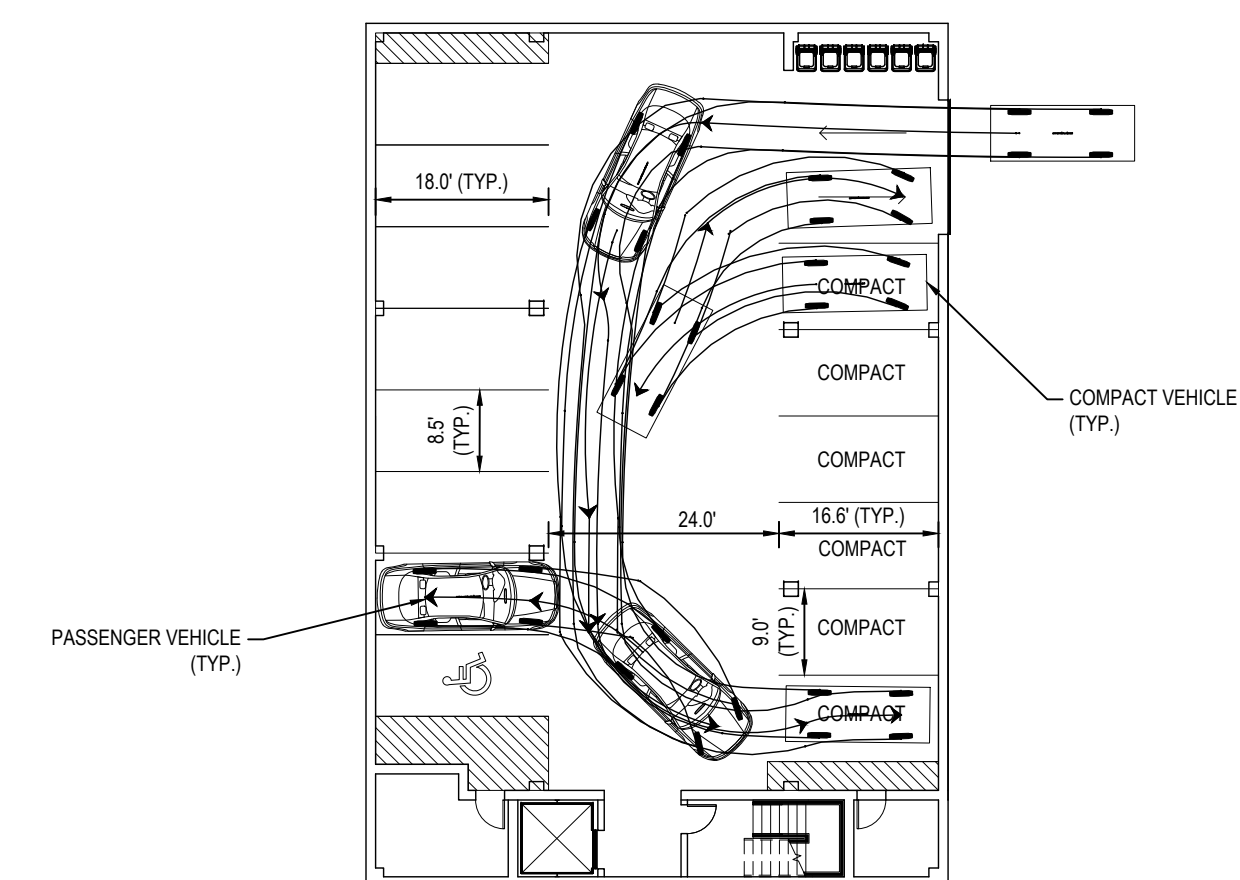 18.0' (TYP.)
COMPACT
COMPACT
COMPACT VEHICLE
(TYP.)
8.5'
(TYP.)
COMPACT
24.0'
16.6' (TYP.)
COMPACT
PASSENGER VEHICLE
(TYP.)
9.0'
(TYP.)
COMPACT
COMPACT